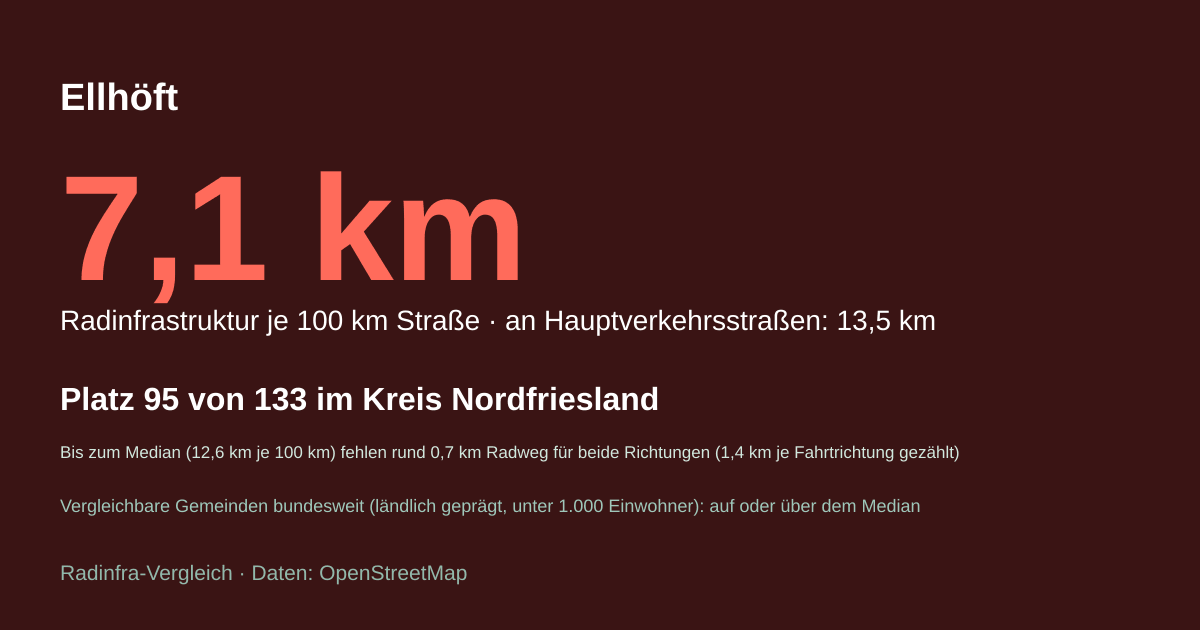 Ellhöft
7,1 km
Radinfrastruktur je 100 km Straße · an Hauptverkehrsstraßen: 13,5 km
Platz 95 von 133 im Kreis Nordfriesland
Bis zum Median (12,6 km je 100 km) fehlen rund 0,7 km Radweg für beide Richtungen (1,4 km je Fahrtrichtung gezählt)
Vergleichbare Gemeinden bundesweit (ländlich geprägt, unter 1.000 Einwohner): auf oder über dem Median
Radinfra-Vergleich · Daten: OpenStreetMap